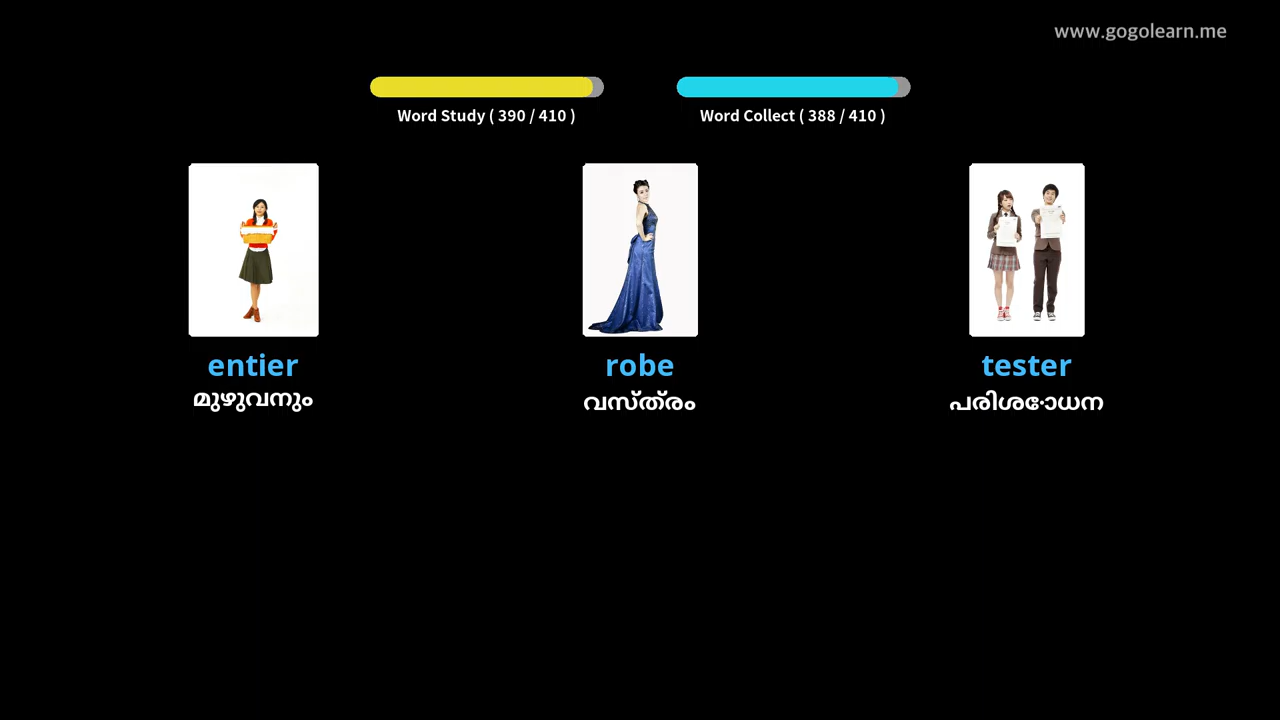 www.gogolearn.me
Word Study ( 390 / 410 )
Word Collect ( 388 / 410 )
entier
robe
tester
മുഴുവനും
വസ്ത്രം
പരിശോധന